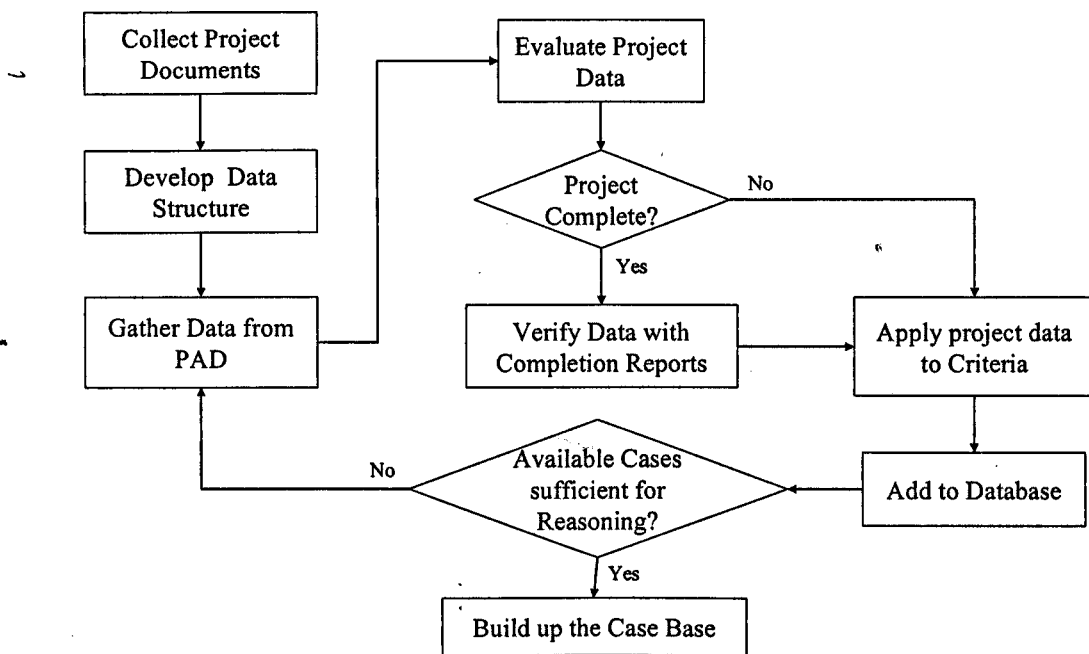 Collect Project
Documents
Develop Data
Structure
Gather Data from
PAD
Evaluate Project
Data
Project
Complete?
No
Yes
Verify Data with
Completion Reports
Apply project data
to Criteria
Add to Database
Available Cases
sufficient for
Reasoning?
No
Yes
Build up the Case Base